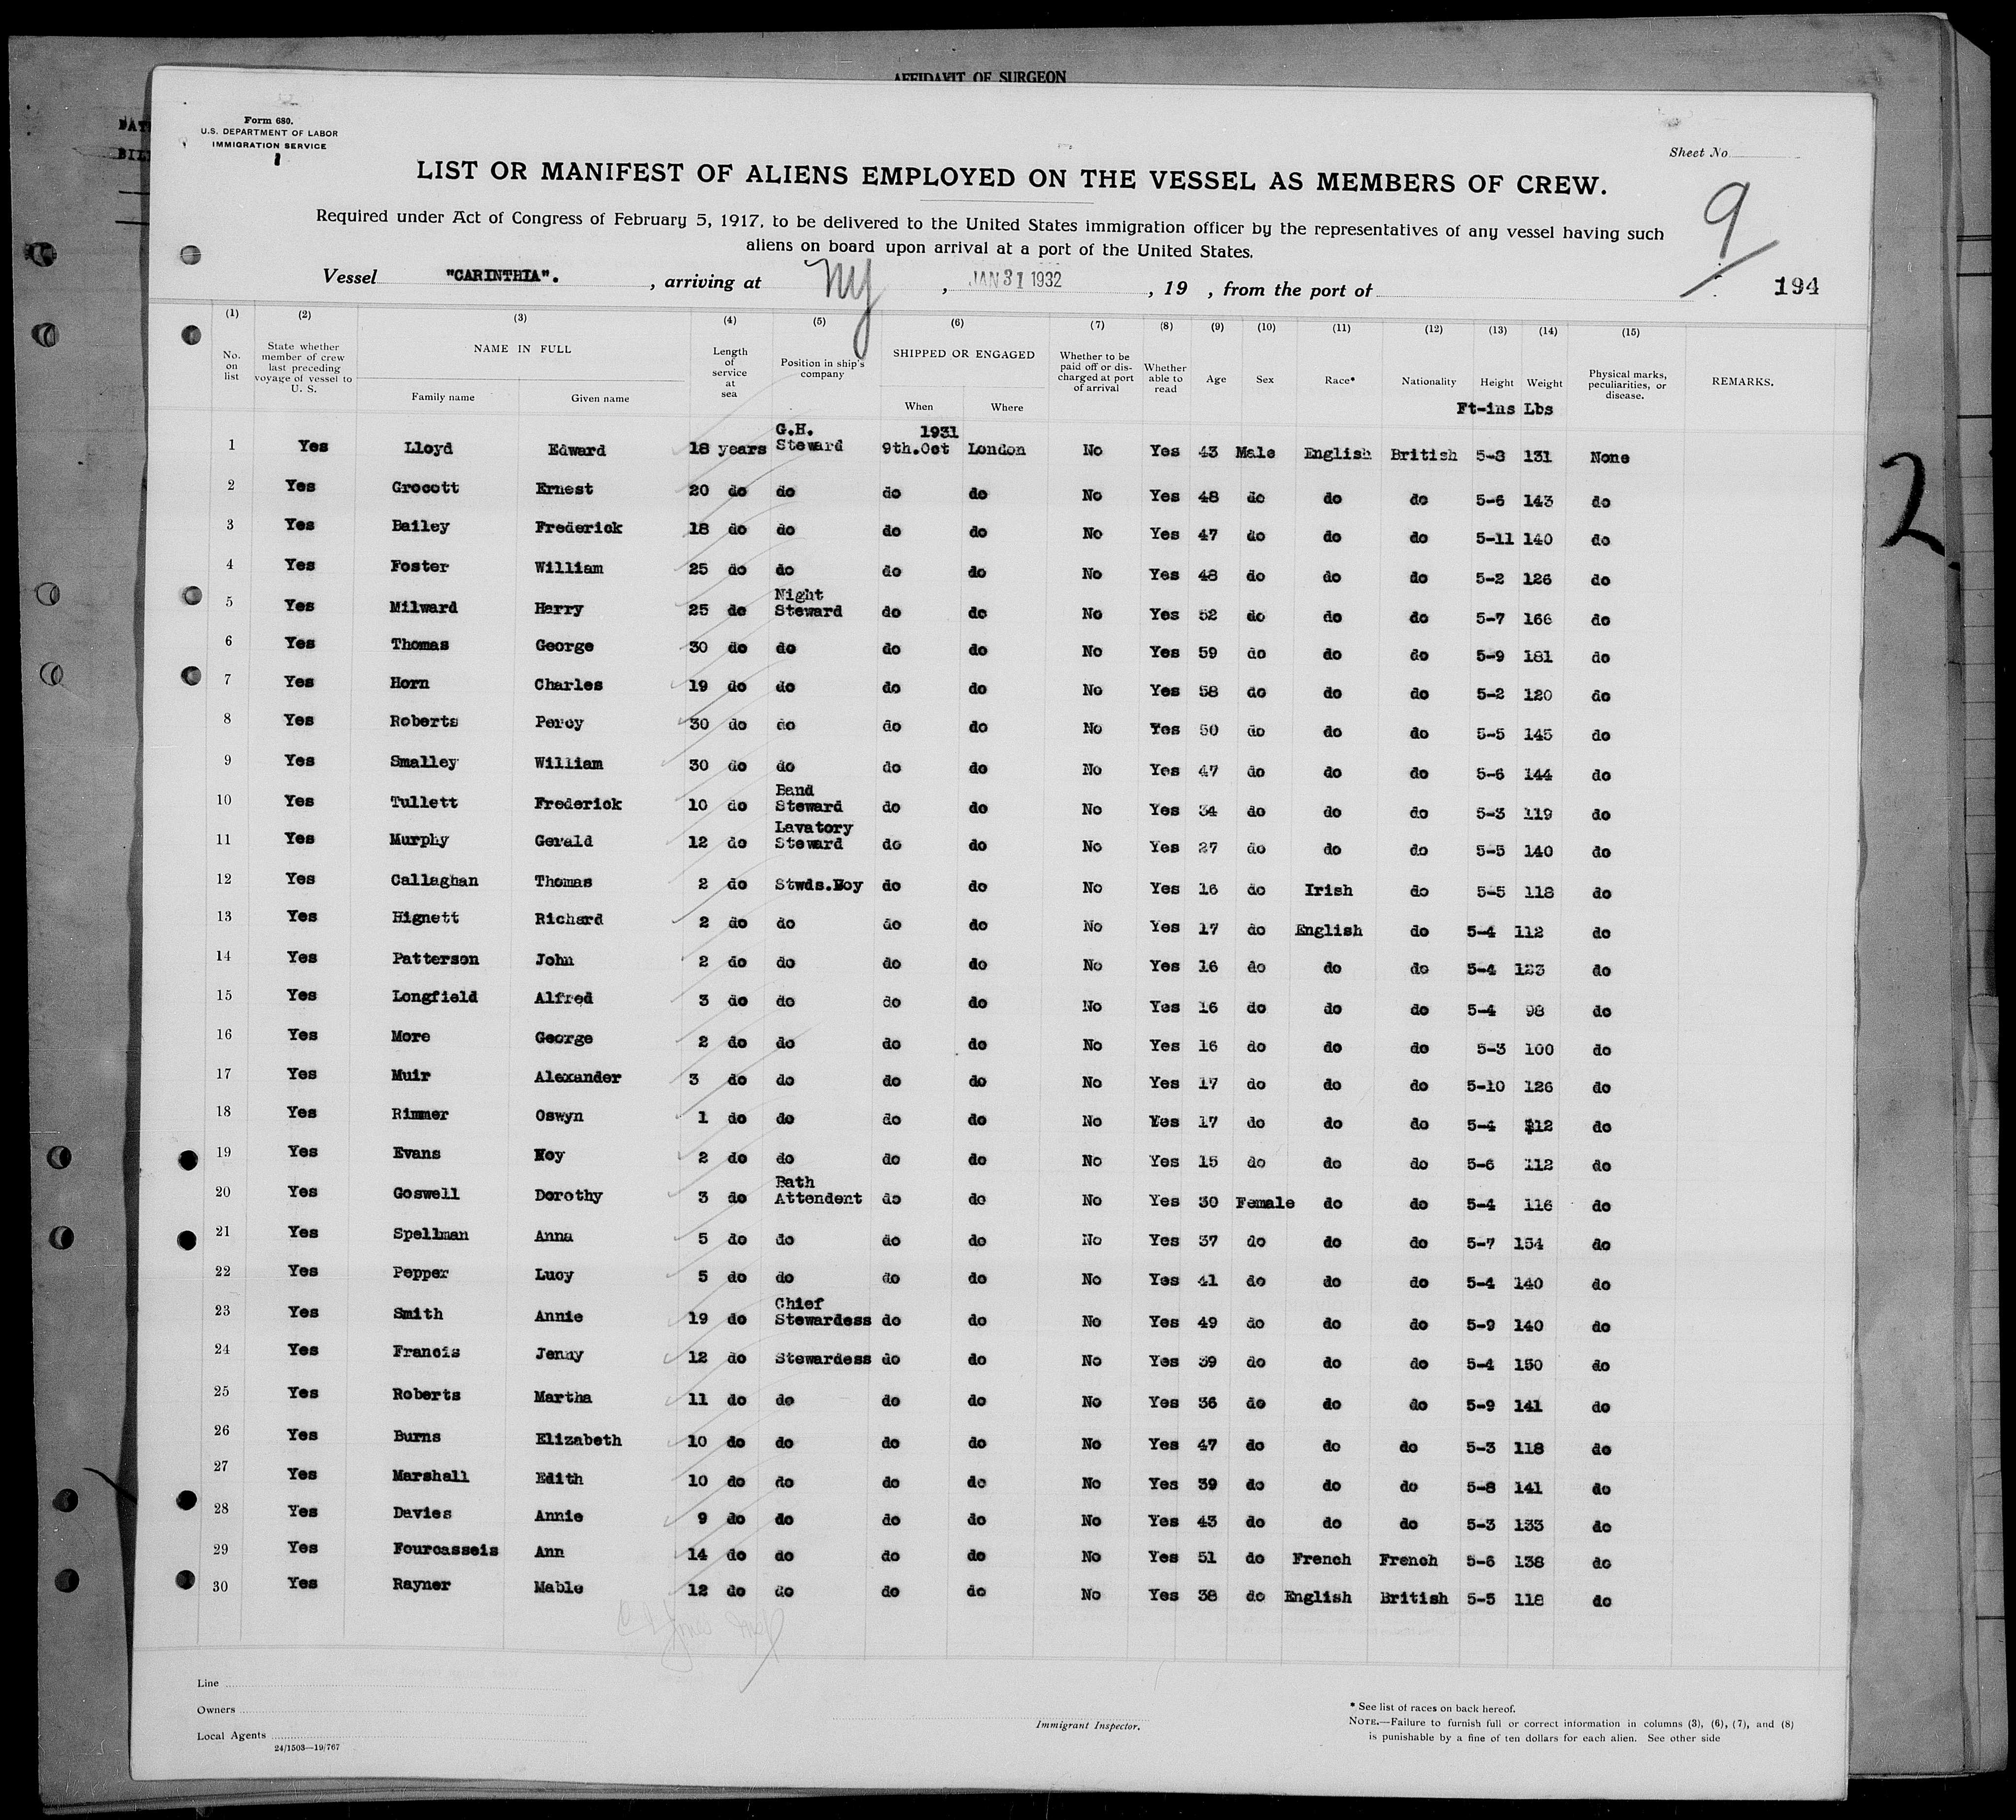 AFFIDAVIT OF SURGEON
Form 680.
U.S. DEPARTMENT OF LABOR
IMMIGRATION SERVICE
Sheet No
LIST OR MANIFEST OF ALIENS EMPLOYED ON THE VESSEL AS MEMBERS OF CREW.
9
Required under Act of Congress of February 5, 1917, to be delivered to the United States immigration officer by the representatives of any vessel having such
aliens on board upon arrival at a port of the United States.
Vessel "CARINTHIA". , arriving at NY , JAN 31 1932 , 19 , from the port of 194
(1) (2) (3) (4) (5) (6) (7) (8) (9) (10) (11) (12) (13) (14) (15)
No. on list State whether member of crew last preceding voyage of vessel to U. S. NAME IN FULL Length of service at sea Position in ship's company SHIPPED OR ENGAGED Whether to be paid off or discharged at port of arrival Whether able to read Age Sex Race* Nationality Height Weight Physical marks, peculiarities, or disease. REMARKS.
Family name Given name When Where Ft-ins Lbs
1 Yes Lloyd Edward 18 years G.H. Steward 1931 9th.Oct London No Yes 43 Male English British 5-8 131 None
2 Yes Grocott Ernest 20 do do do do No Yes 48 do do do 5-6 143 do
3 Yes Bailey Frederick 18 do do do do No Yes 47 do do do 5-11 140 do
4 Yes Foster William 25 do do do do No Yes 48 do do do 5-2 126 do
5 Yes Milward Harry 25 do Night Steward do do No Yes 52 do do do 5-7 166 do
6 Yes Thomas George 30 do do do do No Yes 59 do do do 5-9 181 do
7 Yes Horn Charles 19 do do do do No Yes 58 do do do 5-2 120 do
8 Yes Roberts Percy 30 do do do do No Yes 50 do do do 5-5 145 do
9 Yes Smalley William 30 do do do do No Yes 47 do do do 5-6 144 do
10 Yes Tullett Frederick 10 do Band Steward do do No Yes 34 do do do 5-3 119 do
11 Yes Murphy Gerald 12 do Lavatory Steward do do No Yes 27 do do do 5-5 140 do
12 Yes Callaghan Thomas 2 do Stwds.Boy do do No Yes 16 do Irish do 5-5 118 do
13 Yes Hignett Richard 2 do do do do No Yes 17 do English do 5-4 112 do
14 Yes Patterson John 2 do do do do No Yes 16 do do do 5-4 123 do
15 Yes Longfield Alfred 3 do do do do No Yes 16 do do do 5-4 98 do
16 Yes More George 2 do do do do No Yes 16 do do do 5-3 100 do
17 Yes Muir Alexander 3 do do do do No Yes 17 do do do 5-10 126 do
18 Yes Rimmer Oswyn 1 do do do do No Yes 17 do do do 5-4 112 do
19 Yes Evans Roy 2 do do do do No Yes 15 do do do 5-6 112 do
20 Yes Goswell Dorothy 3 do Bath Attendent do do No Yes 30 Female do do 5-4 116 do
21 Yes Spellman Anna 5 do do do do No Yes 37 do do do 5-7 154 do
22 Yes Pepper Lucy 5 do do do do No Yes 41 do do do 5-4 140 do
23 Yes Smith Annie 19 do Chief Stewardess do do No Yes 49 do do do 5-9 140 do
24 Yes Francis Jenny 12 do Stewardess do do No Yes 39 do do do 5-4 150 do
25 Yes Roberts Martha 11 do do do do No Yes 36 do do do 5-9 141 do
26 Yes Burns Elizabeth 10 do do do do No Yes 47 do do do 5-3 118 do
27 Yes Marshall Edith 10 do do do do No Yes 39 do do do 5-8 141 do
28 Yes Davies Annie 9 do do do do No Yes 43 do do do 5-3 133 do
29 Yes Fourcasseis Ann 14 do do do do No Yes 51 do French French 5-6 138 do
30 Yes Rayner Mable 12 do do do do No Yes 38 do English British 5-5 118 do
2
Line
Owners
Local Agents
24/1503—19/767
Immigrant Inspector.
* See list of races on back hereof.
NOTE.—Failure to furnish full or correct information in columns (3), (6), (7), and (8)
is punishable by a fine of ten dollars for each alien. See other side